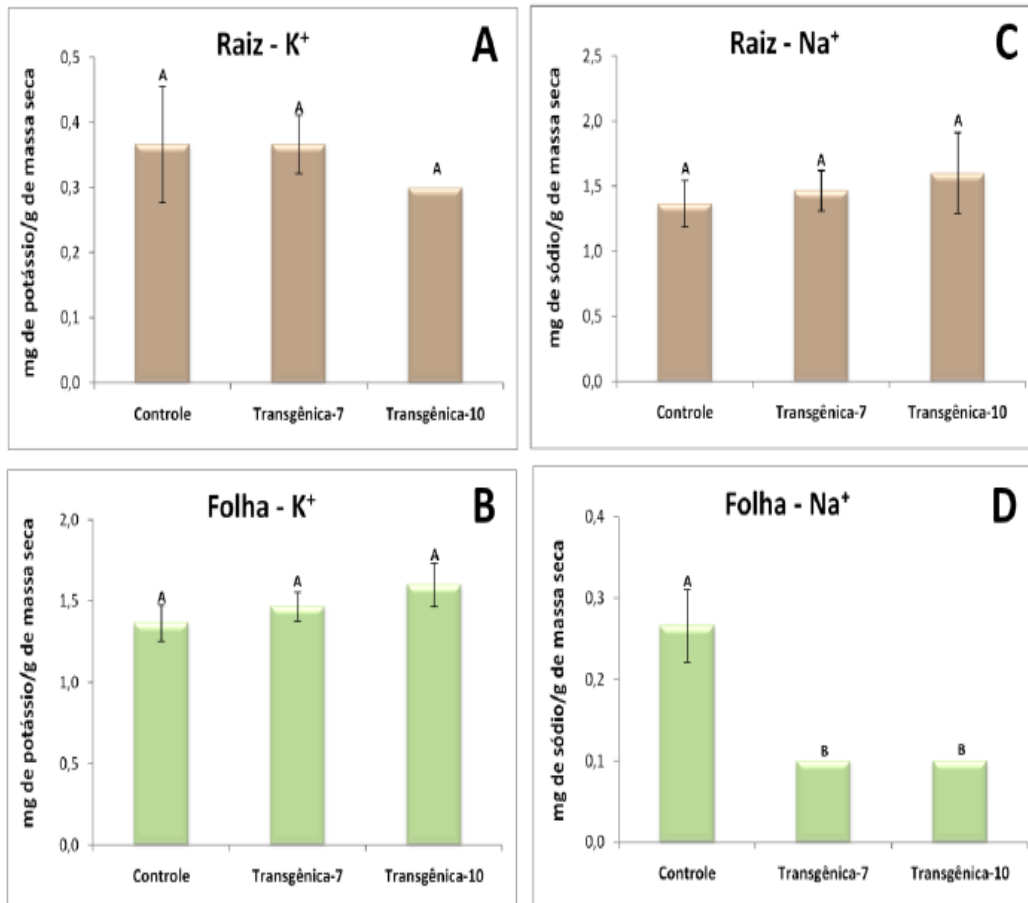 Raiz - K⁺
A
mg de potássio/g de massa seca
0,5
0,4
0,3
0,2
0,1
0,0
A
A
A
Controle
Transgênica-7
Transgênica-10
Raiz - Na⁺
C
mg de sódio/g de massa seca
2,5
2,0
1,5
1,0
0,5
0,0
A
A
A
Controle
Transgênica-7
Transgênica-10
Folha - K⁺
B
mg de potássio/g de massa seca
2,0
1,5
1,0
0,5
0,0
A
A
A
Controle
Transgênica-7
Transgênica-10
Folha - Na⁺
D
mg de sódio/g de massa seca
0,4
0,3
0,2
0,1
0,0
A
B
B
Controle
Transgênica-7
Transgênica-10